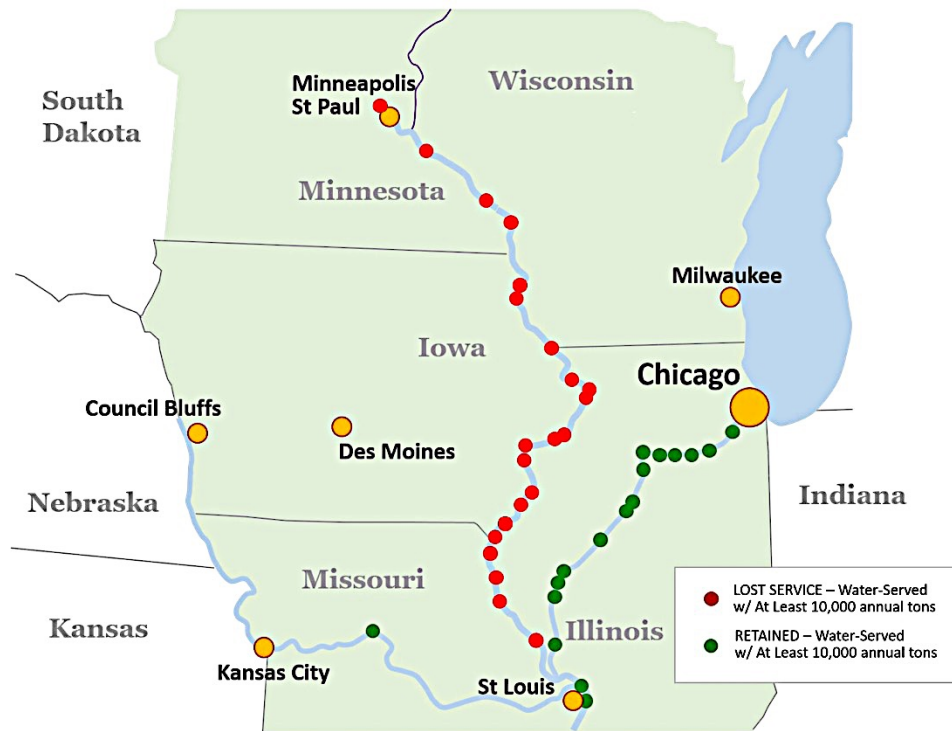 Minneapolis
St Paul
Wisconsin
South
Dakota
Minnesota
Milwaukee
Iowa
Chicago
Council Bluffs
Des Moines
Nebraska
Indiana
Missouri
LOST SERVICE – Water-Served
w/ At Least 10,000 annual tons
Kansas
Illinois
RETAINED – Water-Served
w/ At Least 10,000 annual tons
Kansas City
St Louis